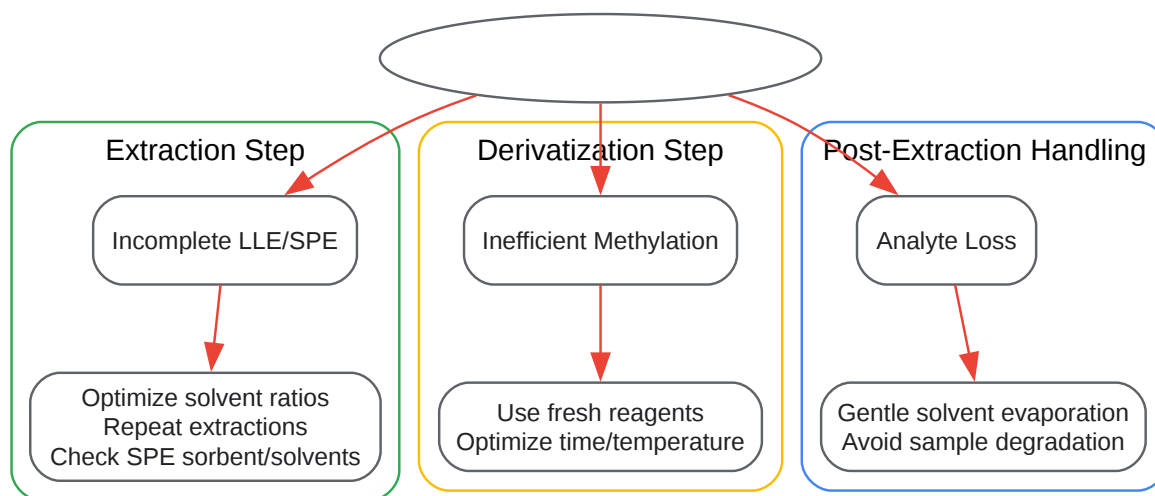 Extraction Step
Incomplete LLE/SPE
Optimize solvent ratios
Repeat extractions
Check SPE sorbent/solvents
Derivatization Step
Inefficient Methylation
Use fresh reagents
Optimize time/temperature
Post-Extraction Handling
Analyte Loss
Gentle solvent evaporation
Avoid sample degradation